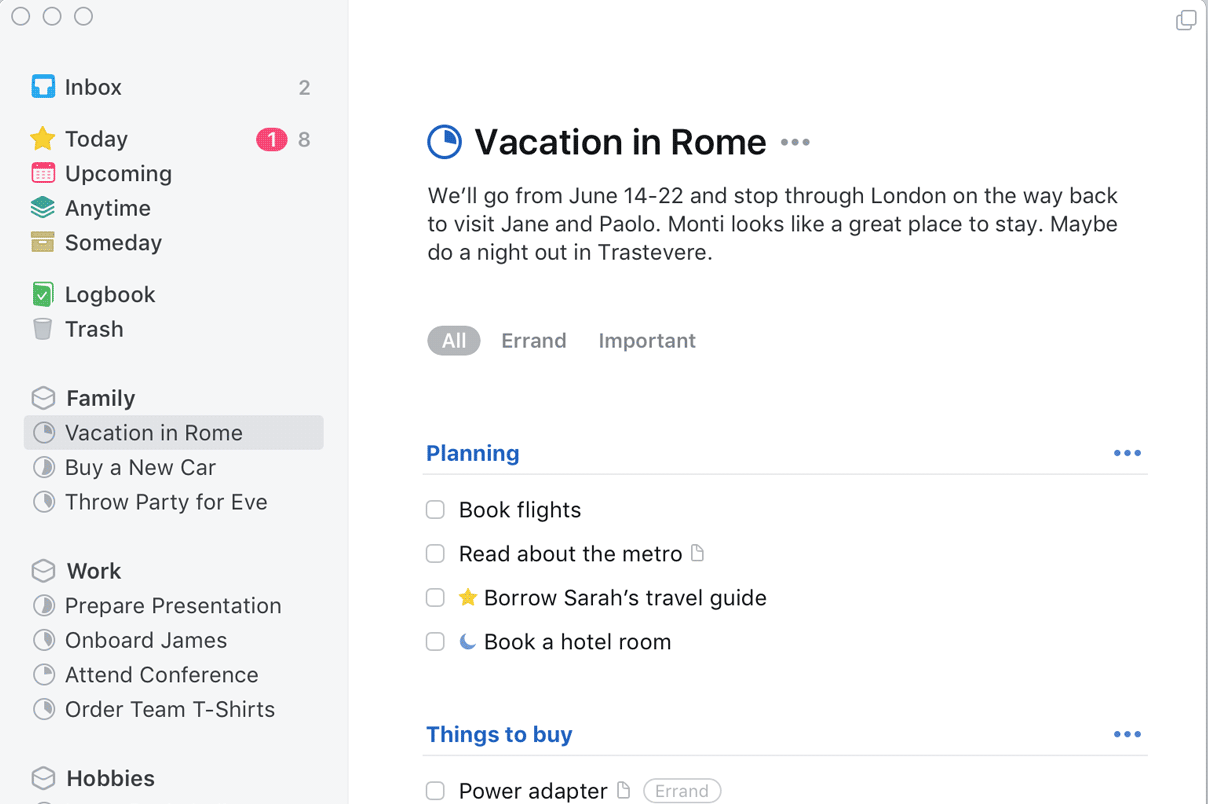 Inbox 2
Today 1 8
Upcoming
Anytime
Someday
Logbook
Trash
Family
Vacation in Rome
Buy a New Car
Throw Party for Eve
Work
Prepare Presentation
Onboard James
Attend Conference
Order Team T-Shirts
Hobbies
Vacation in Rome
We’ll go from June 14-22 and stop through London on the way back
to visit Jane and Paolo. Monti looks like a great place to stay. Maybe
do a night out in Trastevere.
All Errand Important
Planning
Book flights
Read about the metro
Borrow Sarah’s travel guide
Book a hotel room
Things to buy
Power adapter Errand